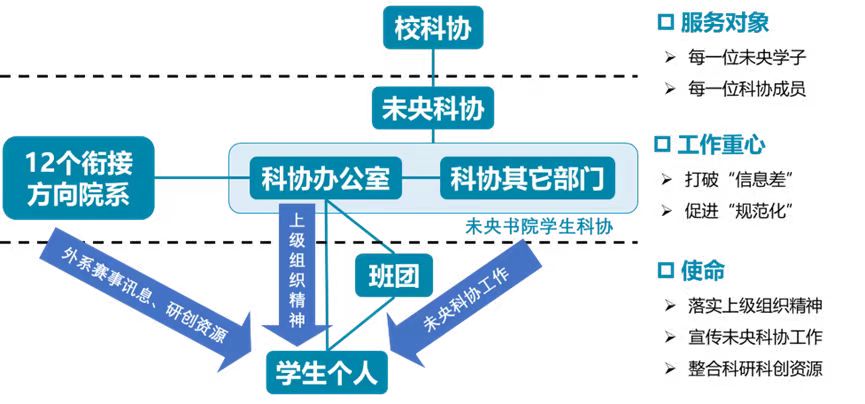 校科协
未央科协
12个衔接
方向院系
科协办公室
科协其它部门
未央书院学生科协
上级组织精神
班团
外系赛事讯息、研创资源
未央科协工作
学生个人
服务对象
每一位未央学子
每一位科协成员
工作重心
打破“信息差”
促进“规范化”
使命
落实上级组织精神
宣传未央科协工作
整合科研科创资源